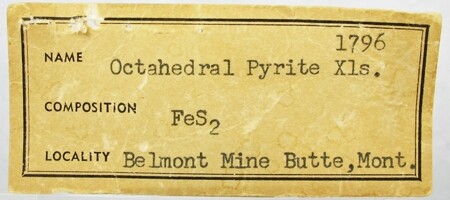 1796
NAME Octahedral Pyrite Xls.
COMPOSITION FeS₂
LOCALITY Belmont Mine Butte,Mont.